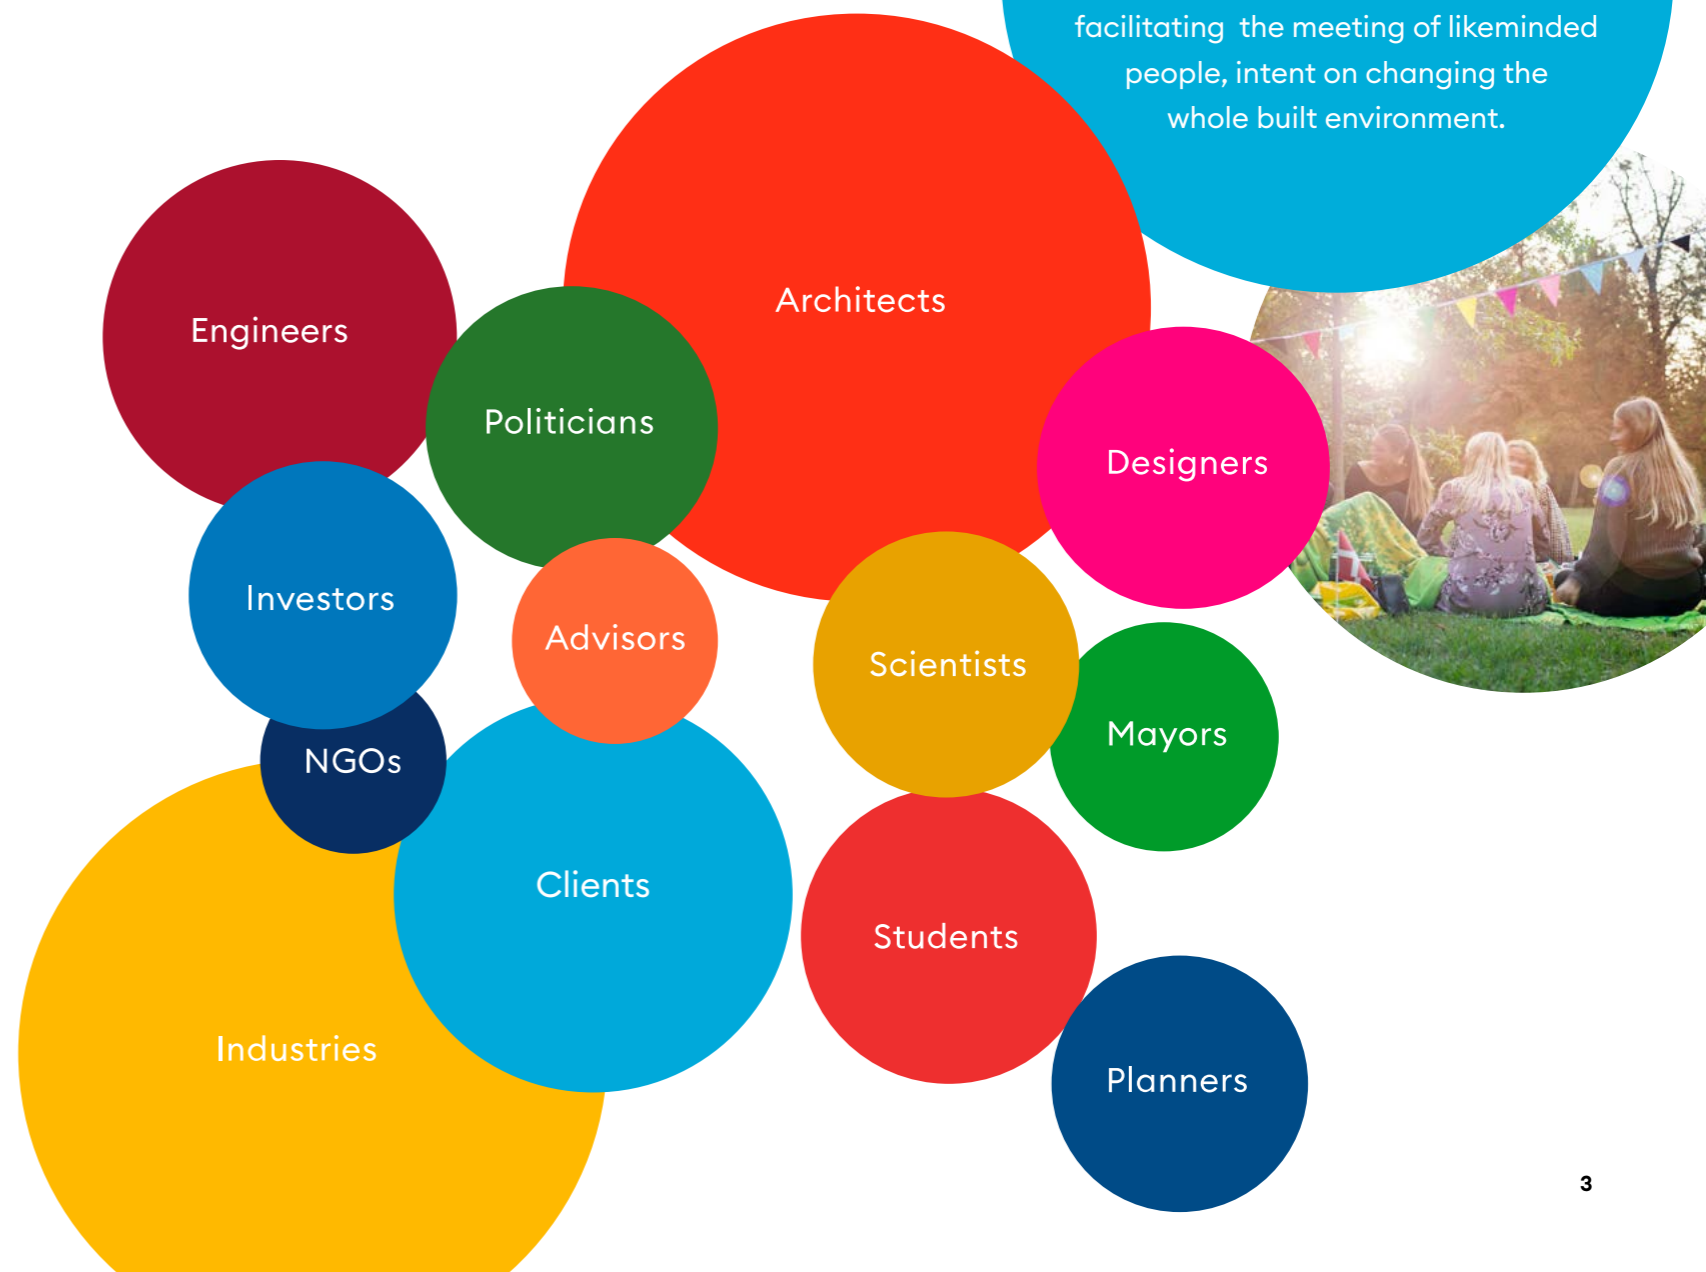 facilitating  the meeting of likeminded
people, intent on changing the
whole built environment.
Architects
Engineers
Politicians
Designers
Investors
Advisors
Scientists
Mayors
NGOs
Clients
Students
Industries
Planners
3